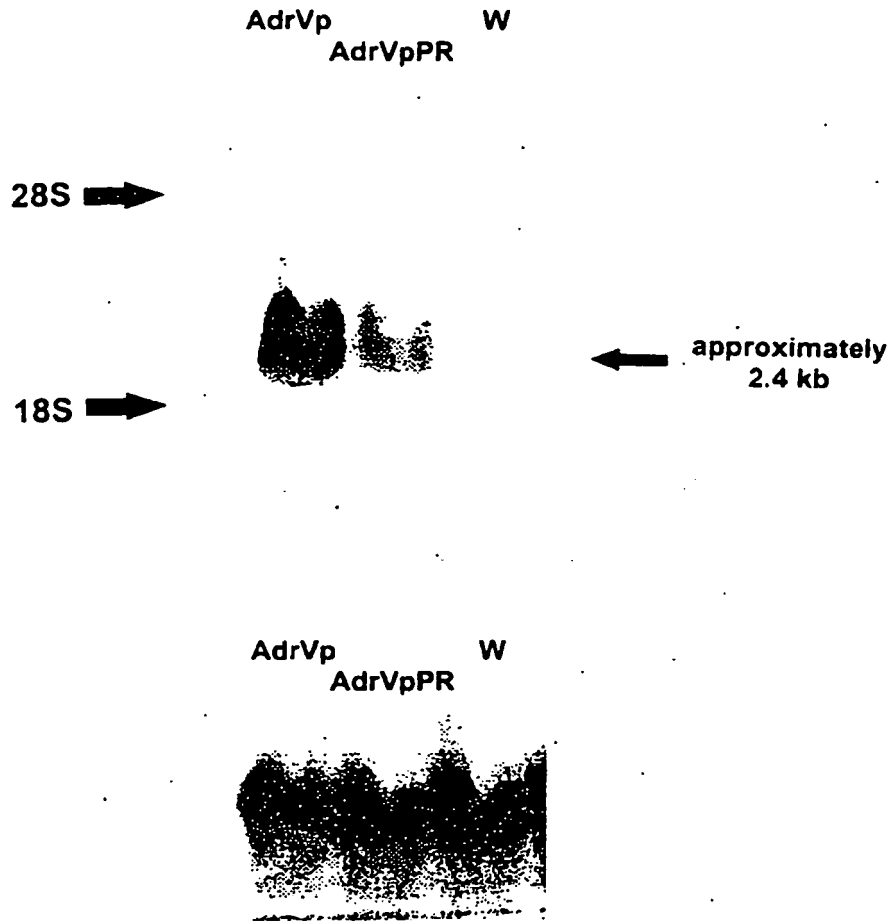 AdrVp W
AdrVpPR
28S
approximately
2.4 kb
18S
AdrVp W
AdrVpPR